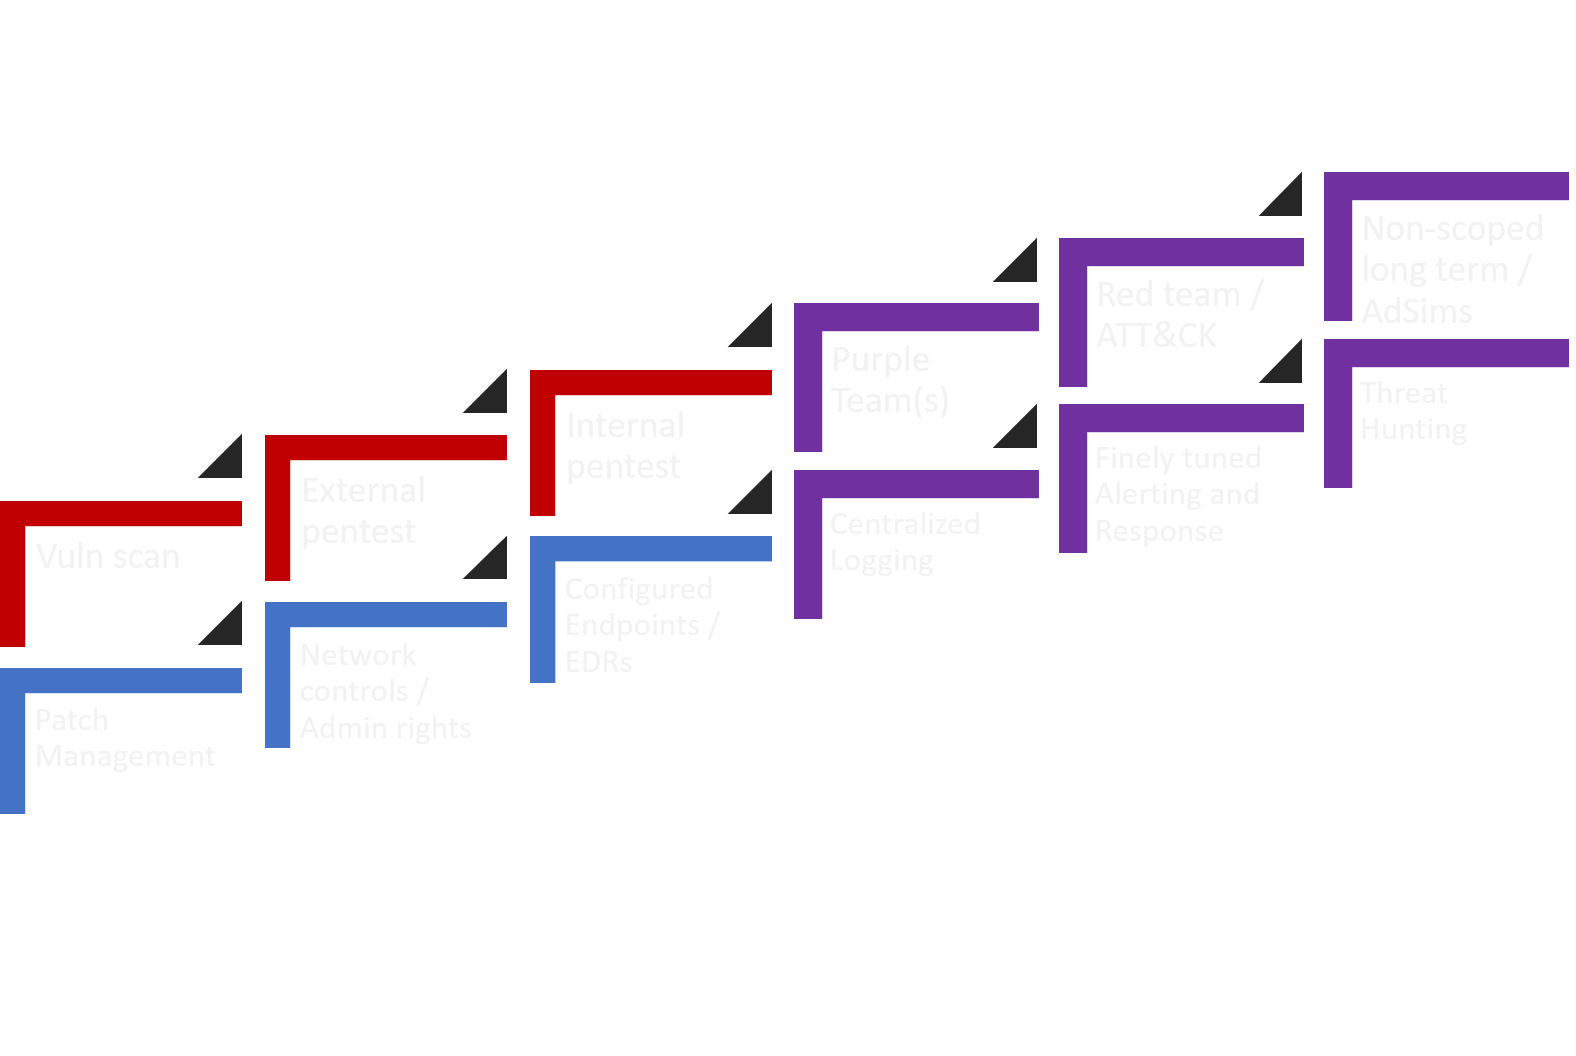 Vuln scan
External
pentest
Internal
pentest
Purple
Team(s)
Red team /
ATT&CK
Non-scoped
long term /
AdSims
Patch
Management
Network
controls /
Admin rights
Configured
Endpoints /
EDRs
Centralized
Logging
Finely tuned
Alerting and
Response
Threat
Hunting